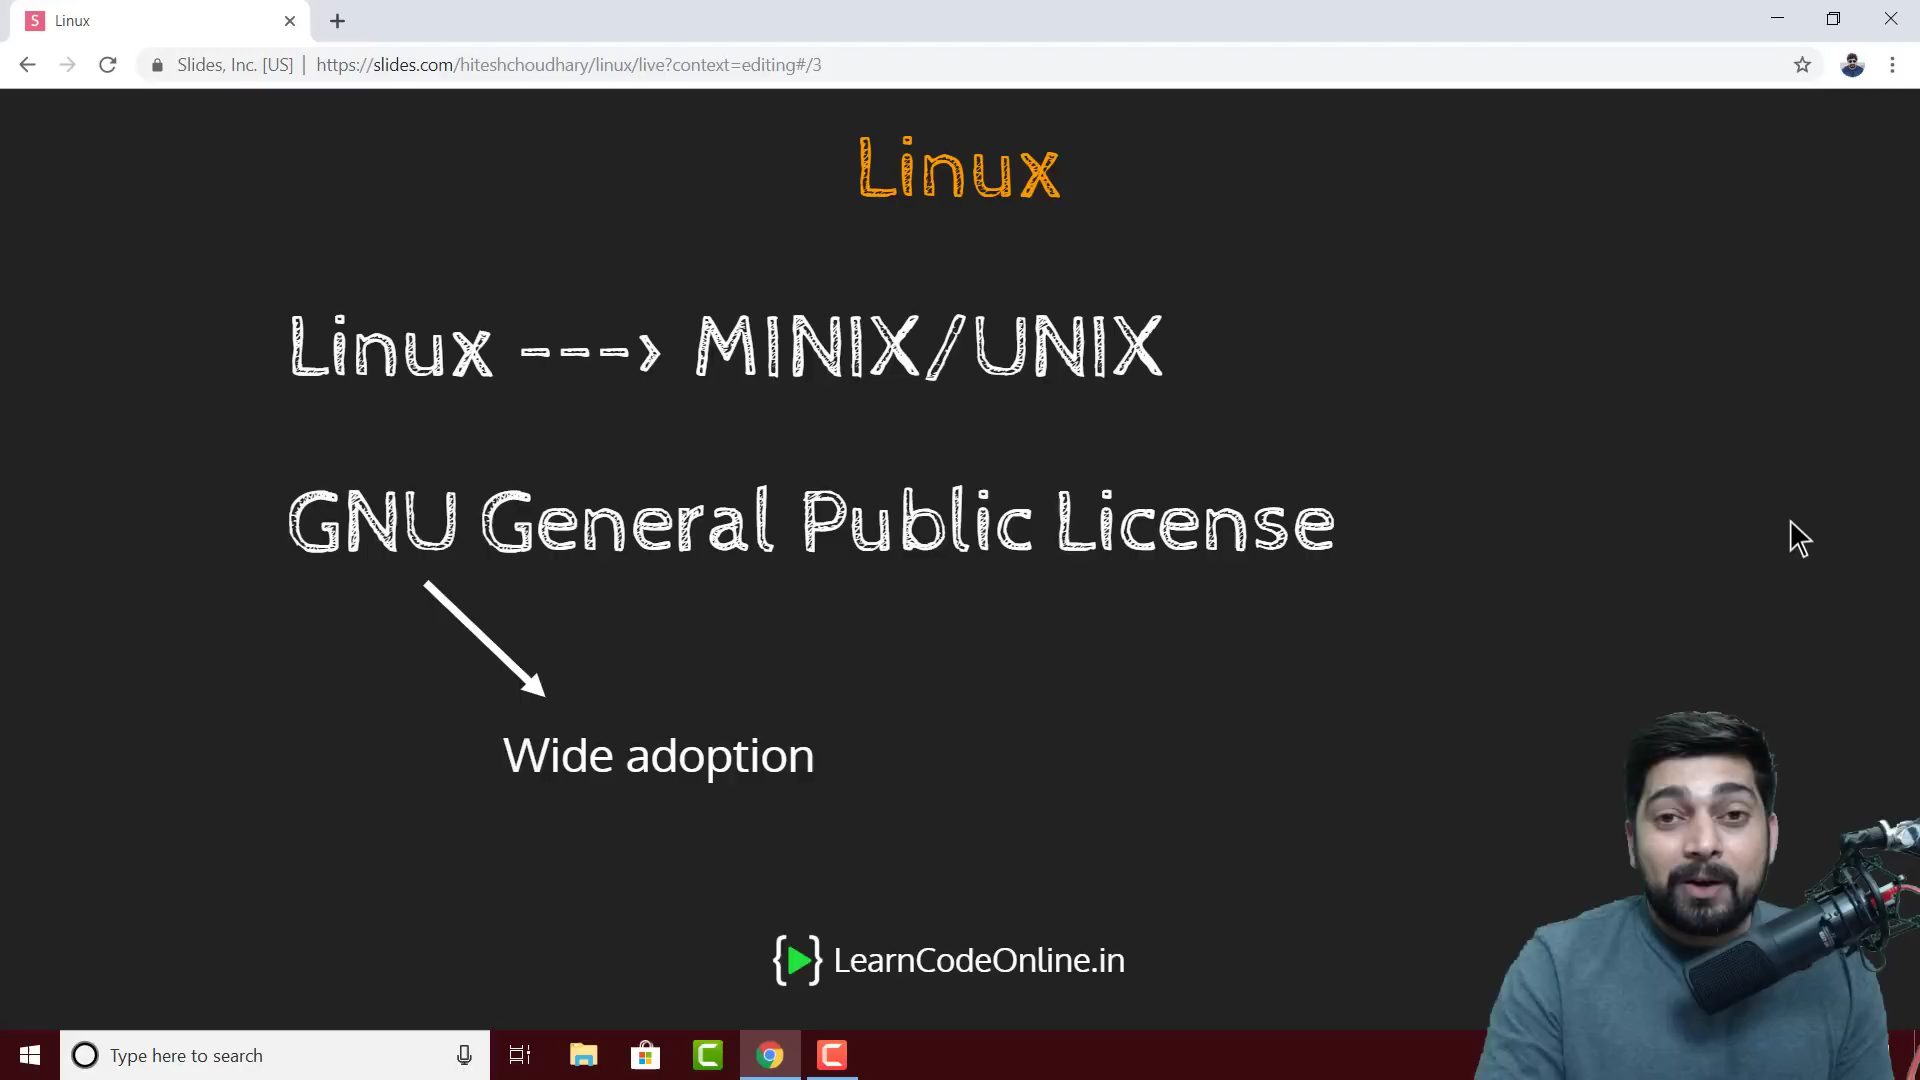 S Linux
Slides, Inc. [US] | https://slides.com/hiteshchoudhary/linux/live?context=editing#/3
Linux
Linux ---> MINIX/UNIX
GNU General Public License
Wide adoption
{▶} LearnCodeOnline.in
Type here to search